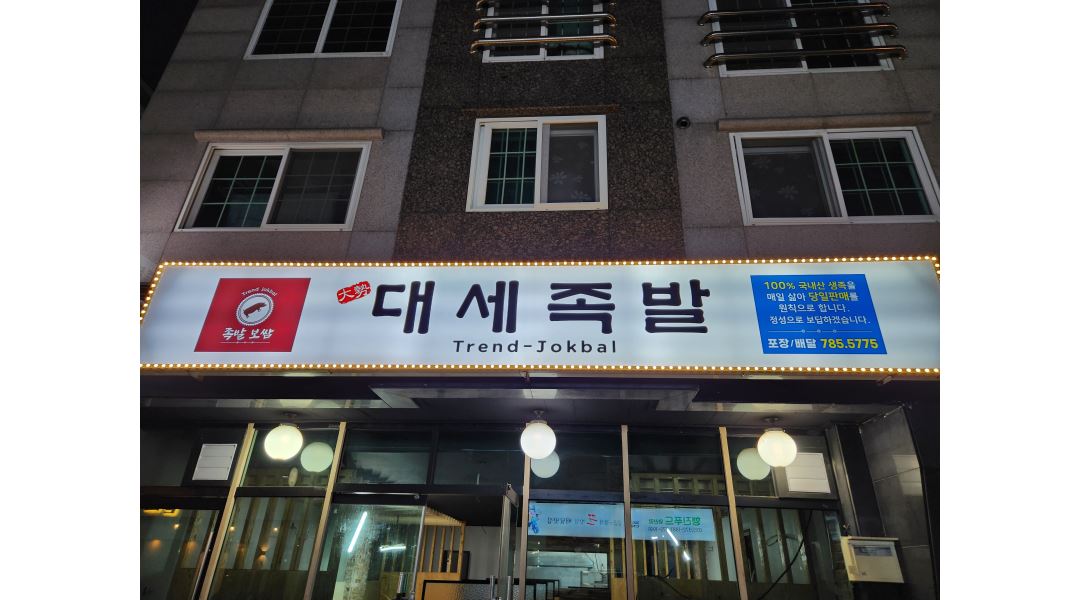 Trend Jokbal
족발 보쌈
大勢
대세족발
Trend-Jokbal
100% 국내산 생족을
매일 삶아 당일판매를
원칙으로 합니다.
정성으로 보답하겠습니다.
포장/배달 785.5775